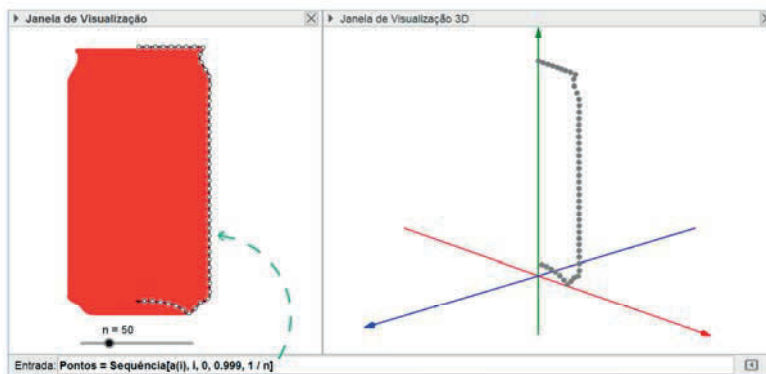 Janela de Visualização
Janela de Visualização 3D
n = 50
Entrada: Pontos = Sequência[a(i), i, 0, 0.999, 1 / n]